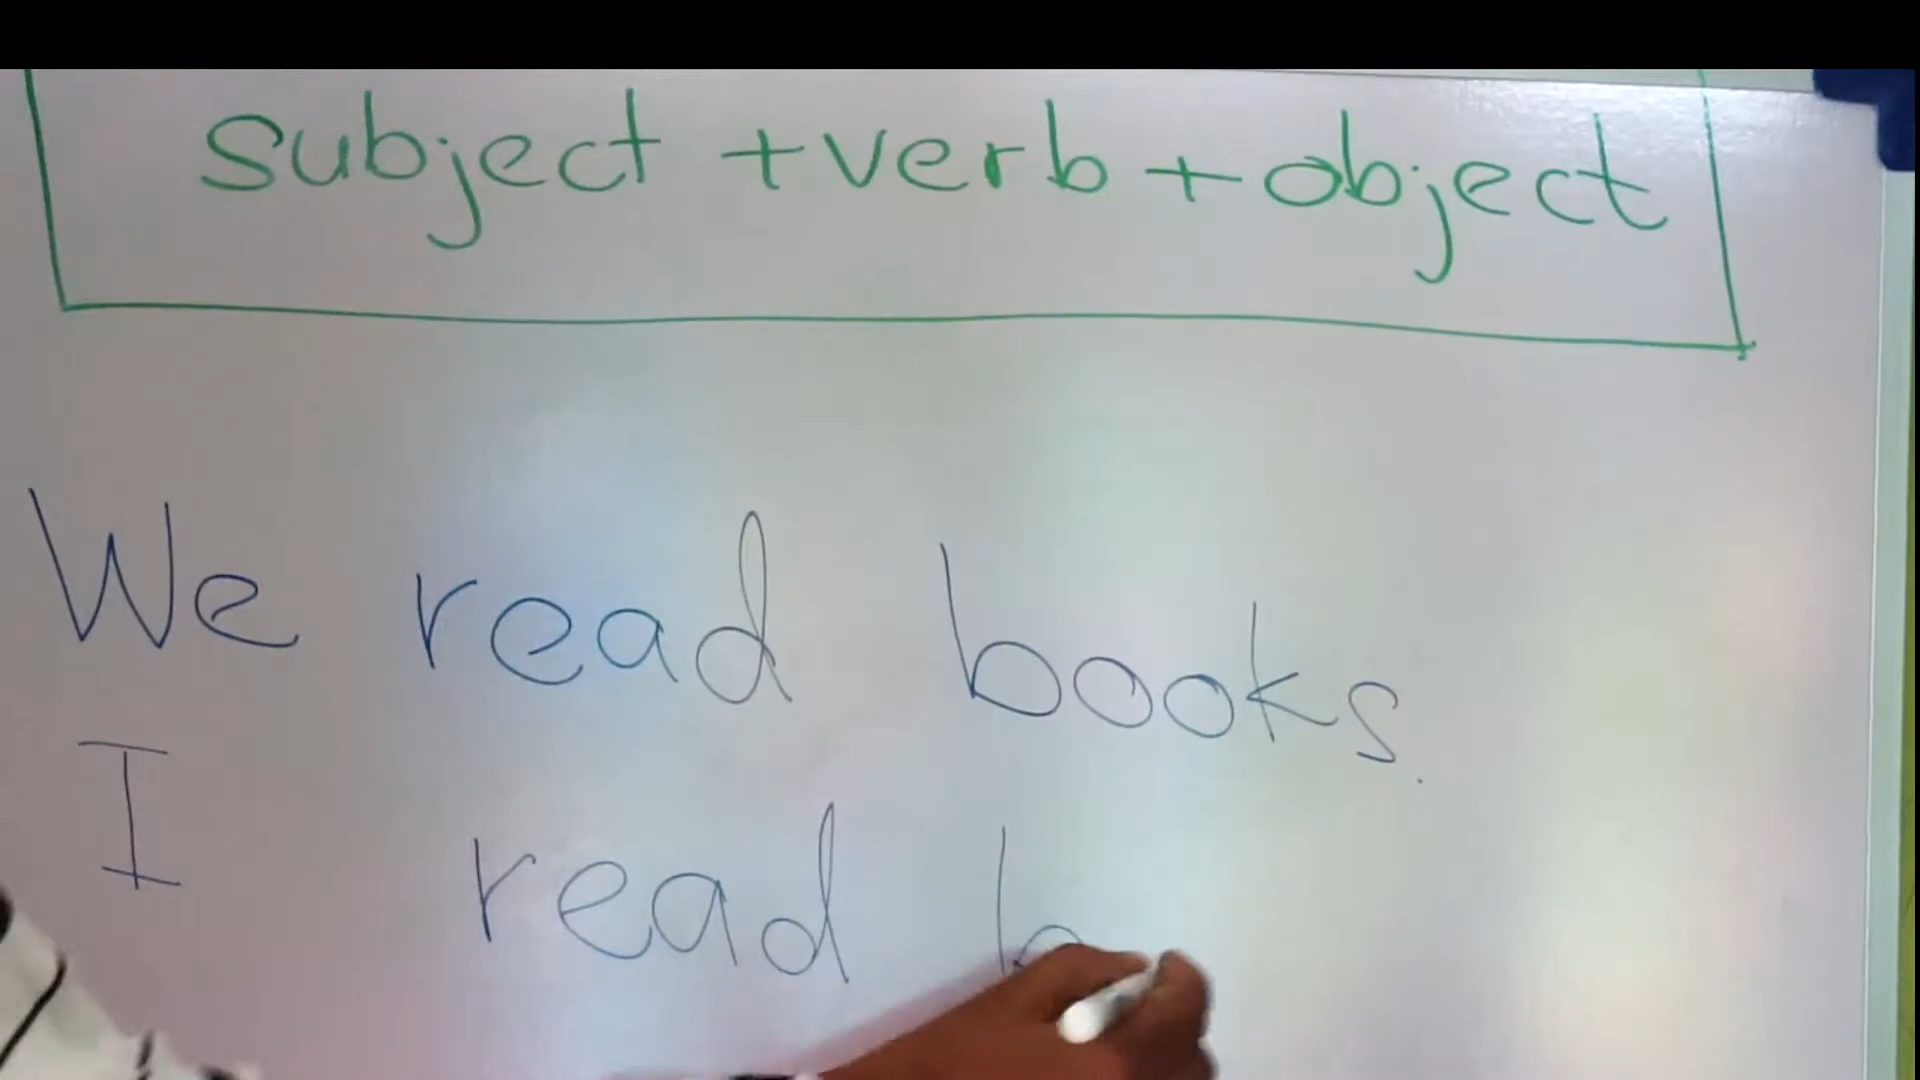 subject + verb + object
We read books.
I read b